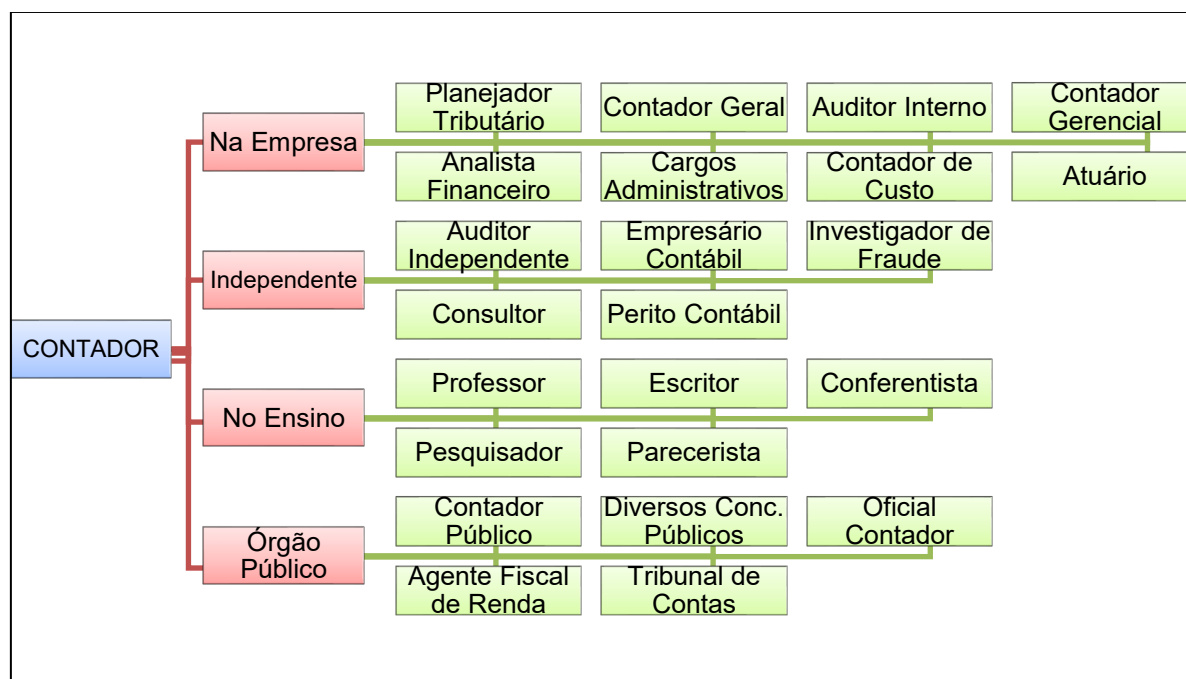 CONTADOR
Na Empresa
Planejador
Tributário
Contador Geral
Auditor Interno
Contador
Gerencial
Analista
Financeiro
Cargos
Administrativos
Contador de
Custo
Atuário
Independente
Auditor
Independente
Empresário
Contábil
Investigador de
Fraude
Consultor
Perito Contábil
No Ensino
Professor
Escritor
Conferentista
Pesquisador
Parecerista
Órgão
Público
Contador
Público
Diversos Conc.
Públicos
Oficial
Contador
Agente Fiscal
de Renda
Tribunal de
Contas